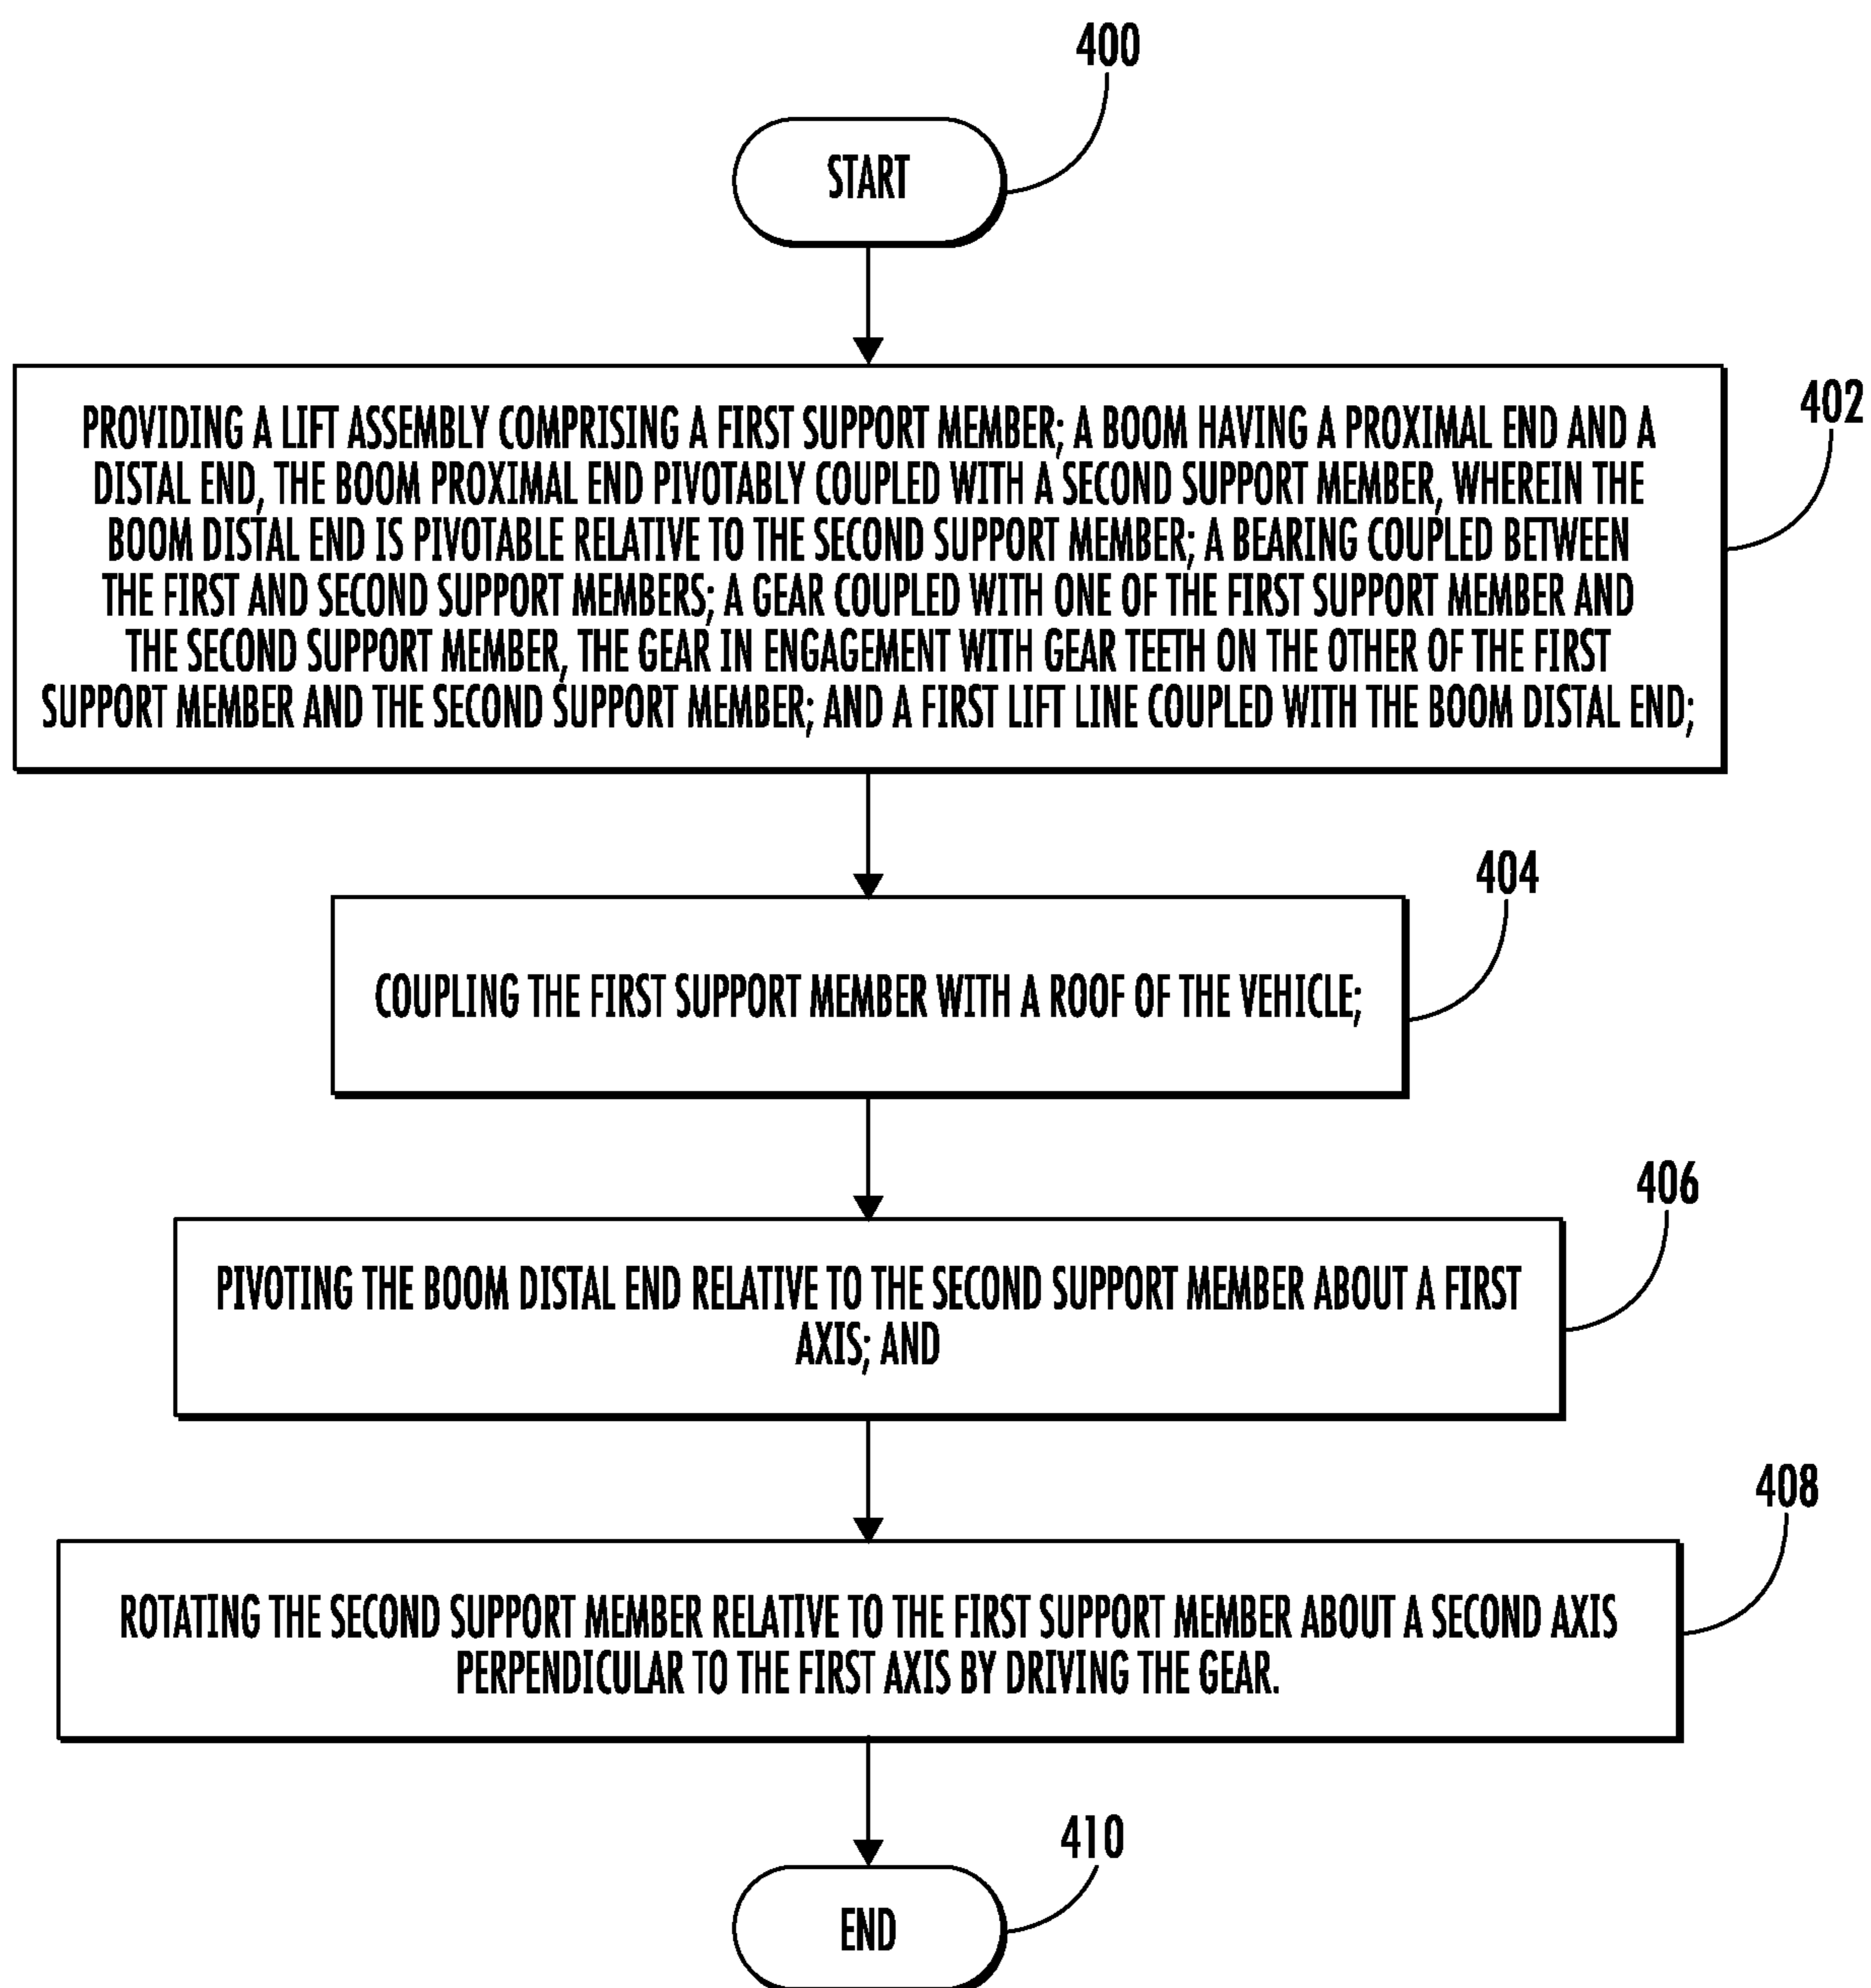 400
START
402
PROVIDING A LIFT ASSEMBLY COMPRISING A FIRST SUPPORT MEMBER; A BOOM HAVING A PROXIMAL END AND A
DISTAL END, THE BOOM PROXIMAL END PIVOTABLY COUPLED WITH A SECOND SUPPORT MEMBER, WHEREIN THE
BOOM DISTAL END IS PIVOTABLE RELATIVE TO THE SECOND SUPPORT MEMBER; A BEARING COUPLED BETWEEN
THE FIRST AND SECOND SUPPORT MEMBERS; A GEAR COUPLED WITH ONE OF THE FIRST SUPPORT MEMBER AND
THE SECOND SUPPORT MEMBER, THE GEAR IN ENGAGEMENT WITH GEAR TEETH ON THE OTHER OF THE FIRST
SUPPORT MEMBER AND THE SECOND SUPPORT MEMBER; AND A FIRST LIFT LINE COUPLED WITH THE BOOM DISTAL END;
404
COUPLING THE FIRST SUPPORT MEMBER WITH A ROOF OF THE VEHICLE;
406
PIVOTING THE BOOM DISTAL END RELATIVE TO THE SECOND SUPPORT MEMBER ABOUT A FIRST
AXIS; AND
408
ROTATING THE SECOND SUPPORT MEMBER RELATIVE TO THE FIRST SUPPORT MEMBER ABOUT A SECOND AXIS
PERPENDICULAR TO THE FIRST AXIS BY DRIVING THE GEAR.
410
END